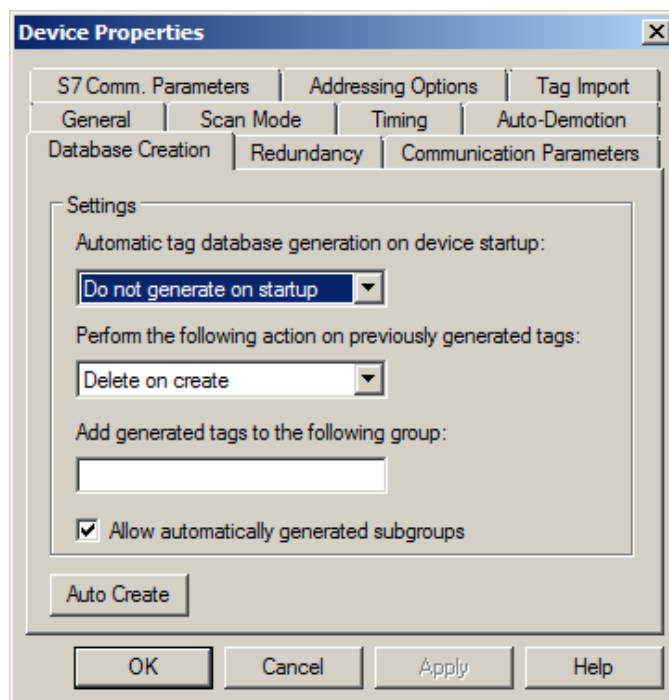 Device Properties
S7 Comm. Parameters Addressing Options Tag Import
General Scan Mode Timing Auto-Demotion
Database Creation Redundancy Communication Parameters
Settings
Automatic tag database generation on device startup:
Do not generate on startup
Perform the following action on previously generated tags:
Delete on create
Add generated tags to the following group:
Allow automatically generated subgroups
Auto Create
OK Cancel Apply Help